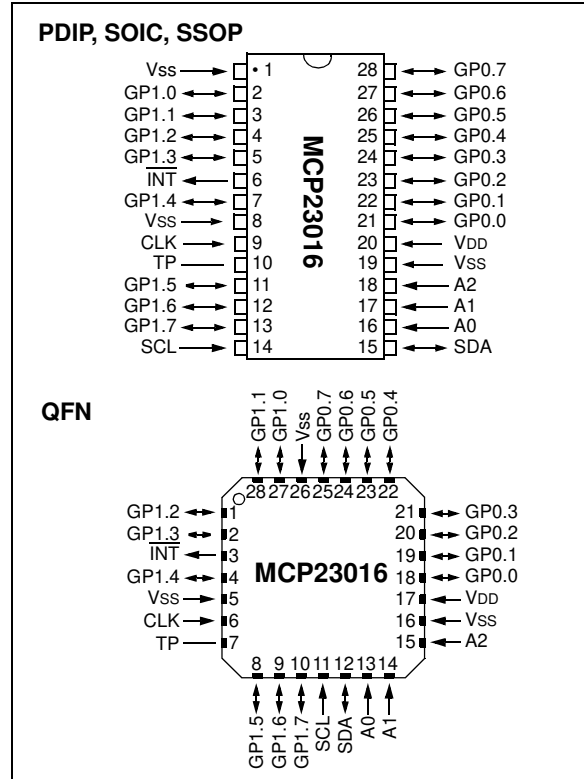 PDIP, SOIC, SSOP
VSS 1 28 GP0.7
GP1.0 2 27 GP0.6
GP1.1 3 26 GP0.5
GP1.2 4 25 GP0.4
GP1.3 5 24 GP0.3
INT 6 23 GP0.2
GP1.4 7 22 GP0.1
VSS 8 21 GP0.0
CLK 9 20 VDD
TP 10 19 VSS
GP1.5 11 18 A2
GP1.6 12 17 A1
GP1.7 13 16 A0
SCL 14 15 SDA
MCP23016
QFN
GP1.1 GP1.0 VSS GP0.7 GP0.6 GP0.5 GP0.4
28 27 26 25 24 23 22
GP1.2 1 21 GP0.3
GP1.3 2 20 GP0.2
INT 3 19 GP0.1
GP1.4 4 18 GP0.0
VSS 5 17 VDD
CLK 6 16 VSS
TP 7 15 A2
MCP23016
8 9 10 11 12 13 14
GP1.5 GP1.6 GP1.7 SCL SDA A0 A1